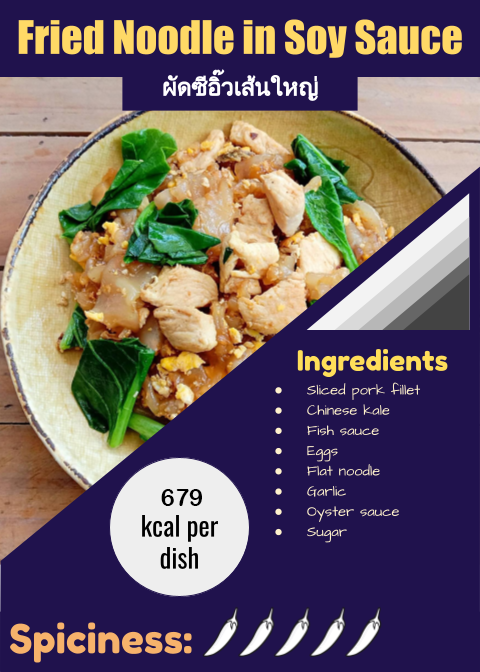 Fried Noodle in Soy Sauce
ผัดซีอิ๊วเส้นใหญ่
Ingredients
• Sliced pork fillet
• Chinese kale
• Fish sauce
• Eggs
• Flat noodle
• Garlic
• Oyster sauce
• Sugar
679
kcal per
dish
Spiciness: